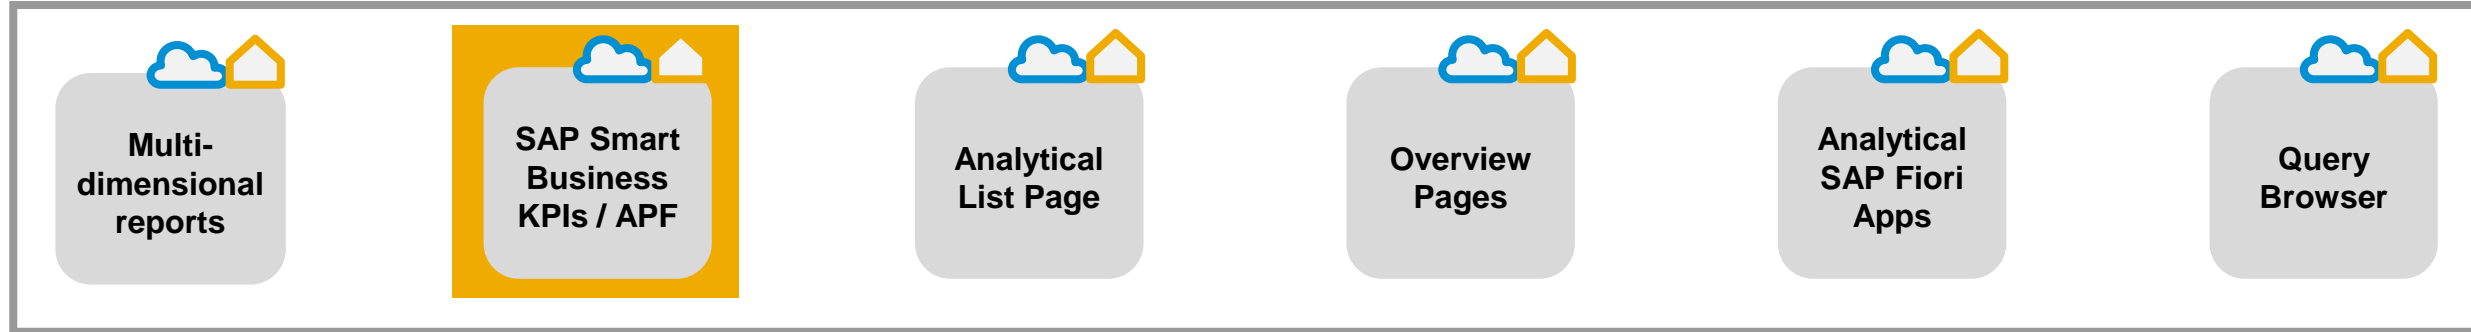 Multi-
dimensional
reports
SAP Smart
Business
KPIs / APF
Analytical
List Page
Overview
Pages
Analytical
SAP Fiori
Apps
Query
Browser